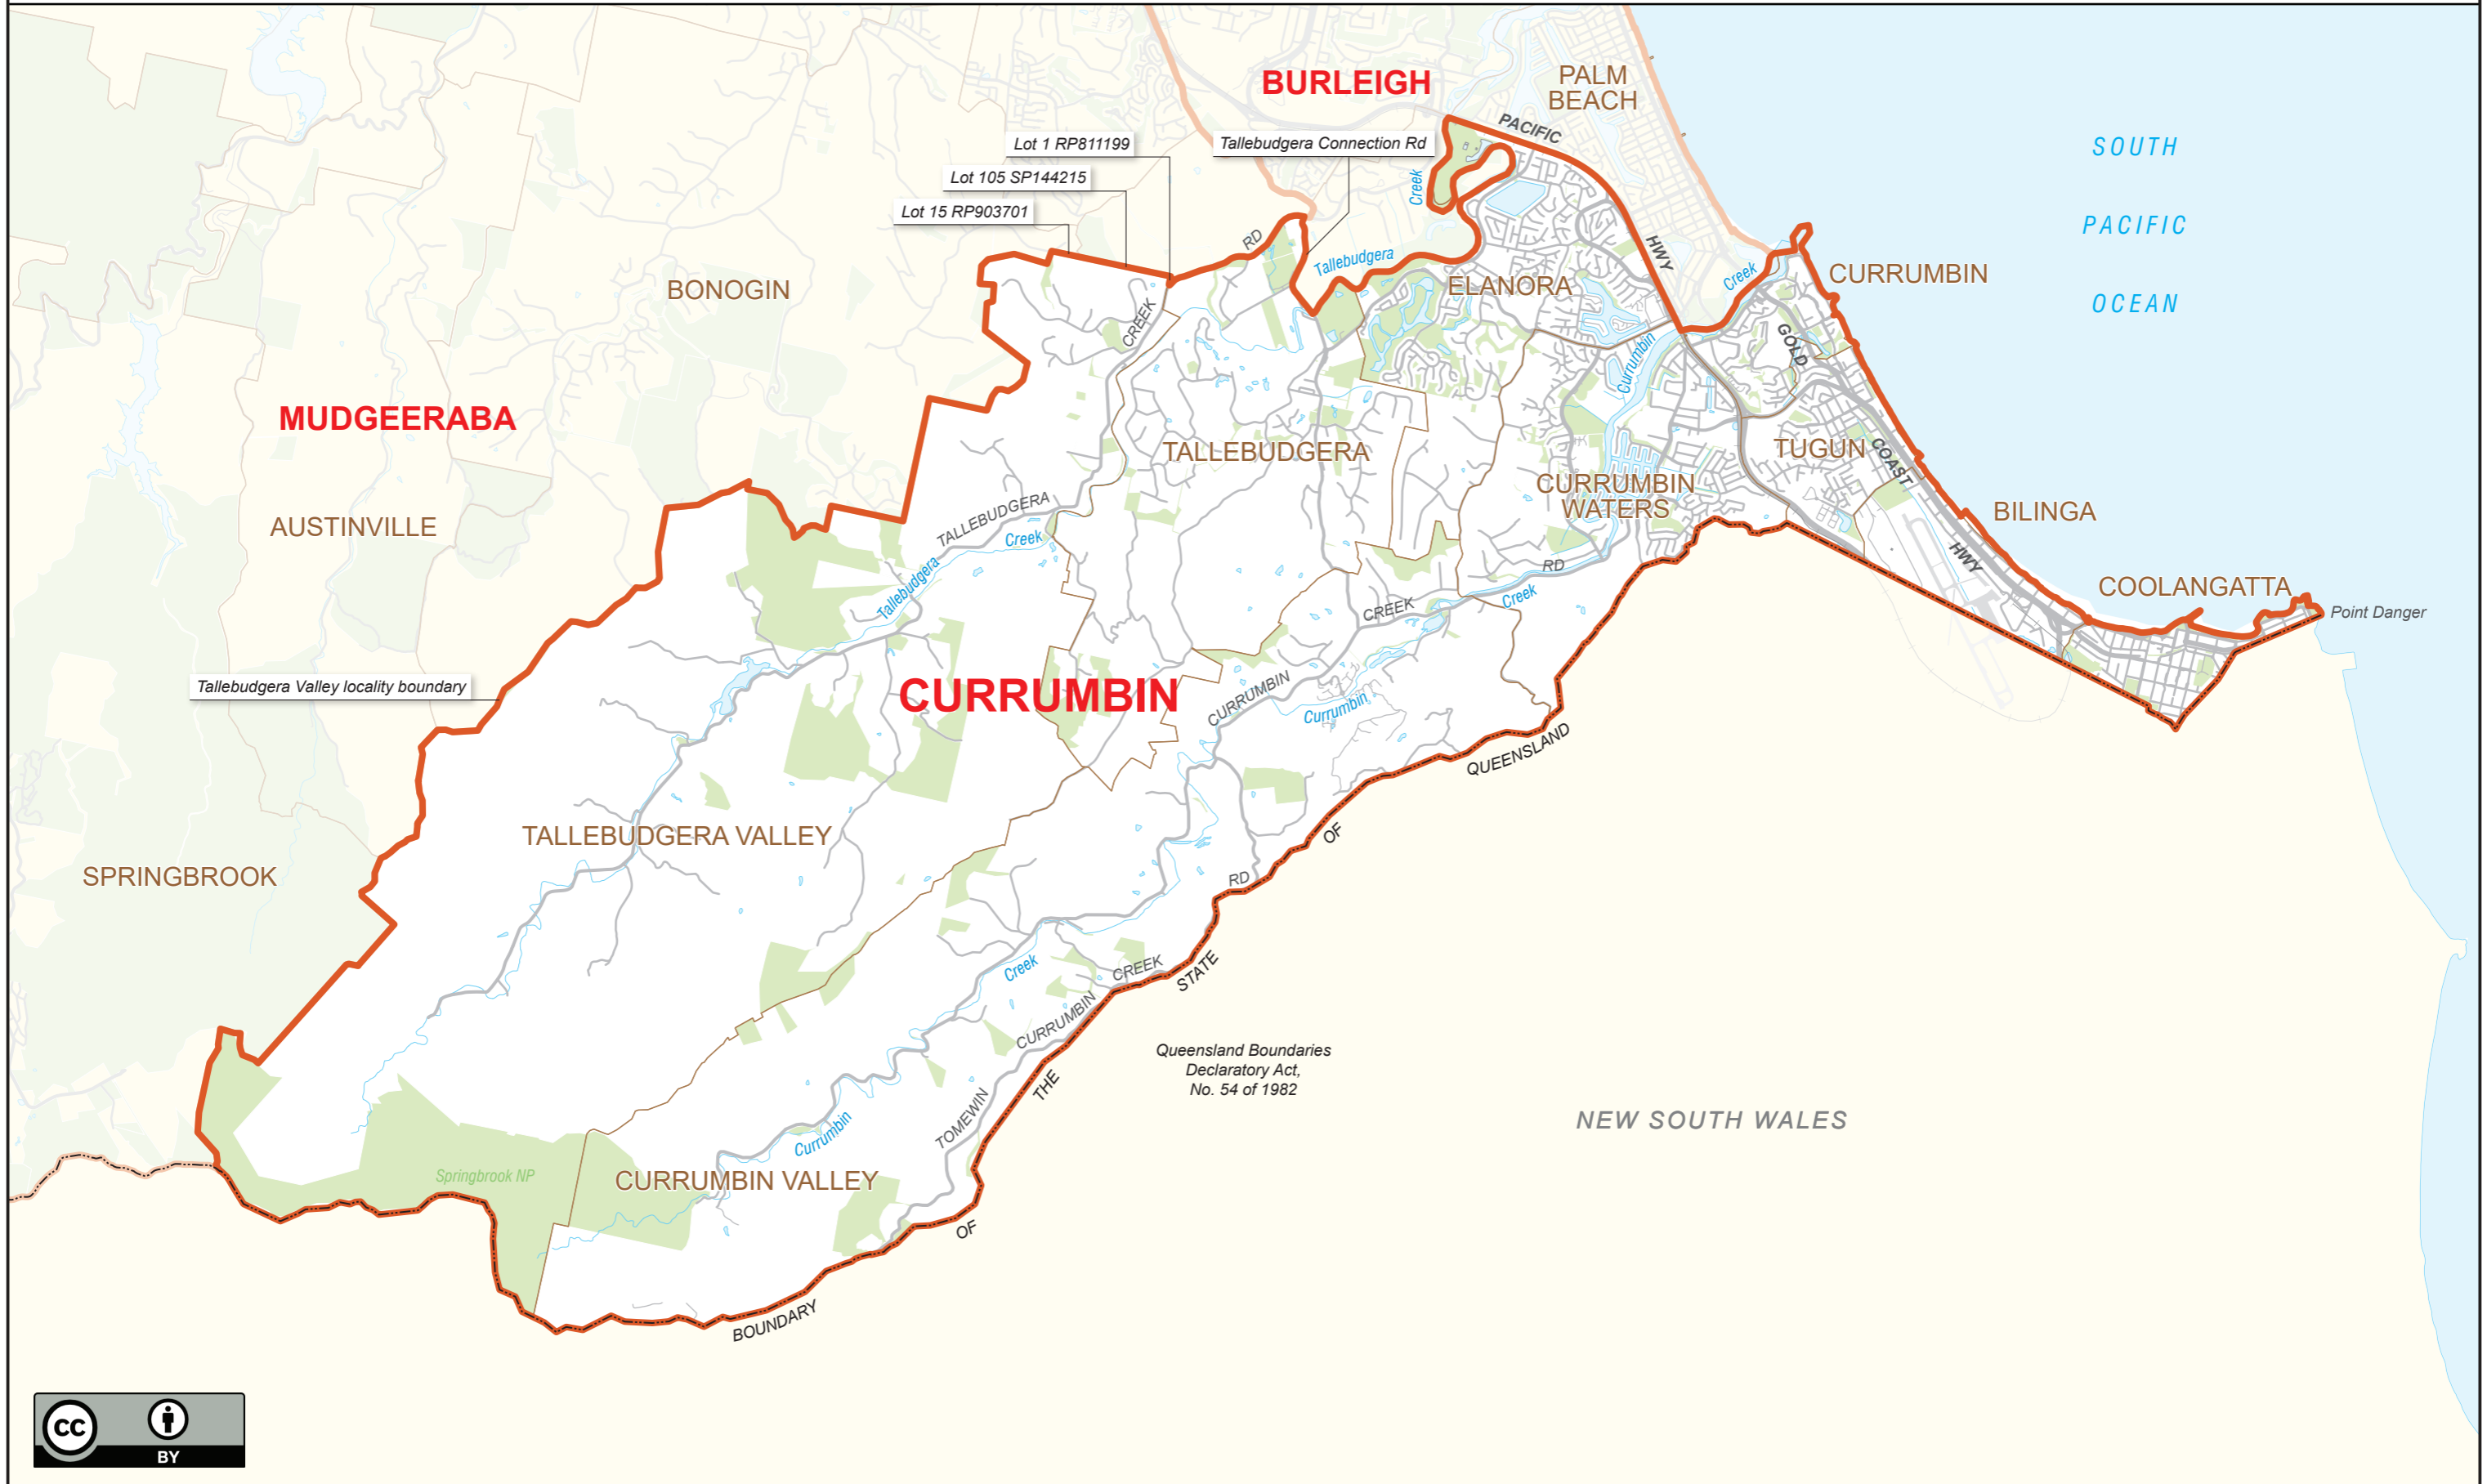 BURLEIGH
PALM
BEACH
PACIFIC
HWY
SOUTH
PACIFIC
OCEAN
Lot 1 RP811199
Tallebudgera Connection Rd
Lot 105 SP144215
Lot 15 RP903701
Creek
RD
Tallebudgera
BONOGIN
ELANORA
Creek
CURRUMBIN
CREEK
GOLD
COAST
HWY
Currumbin
MUDGEERABA
TALLEBUDGERA
TUGUN
CURRUMBIN
WATERS
AUSTINVILLE
TALLEBUDGERA
Creek
Tallebudgera
BILINGA
RD
Creek
CREEK
COOLANGATTA
Point Danger
Tallebudgera Valley locality boundary
CURRUMBIN
CURRUMBIN
Currumbin
TALLEBUDGERA VALLEY
SPRINGBROOK
QUEENSLAND
OF
RD
STATE
CREEK
Creek
CURRUMBIN
THE
TOMEWIN
Queensland Boundaries
Declaratory Act,
No. 54 of 1982
NEW SOUTH WALES
Currumbin
Springbrook NP
CURRUMBIN VALLEY
OF
BOUNDARY
CC
BY